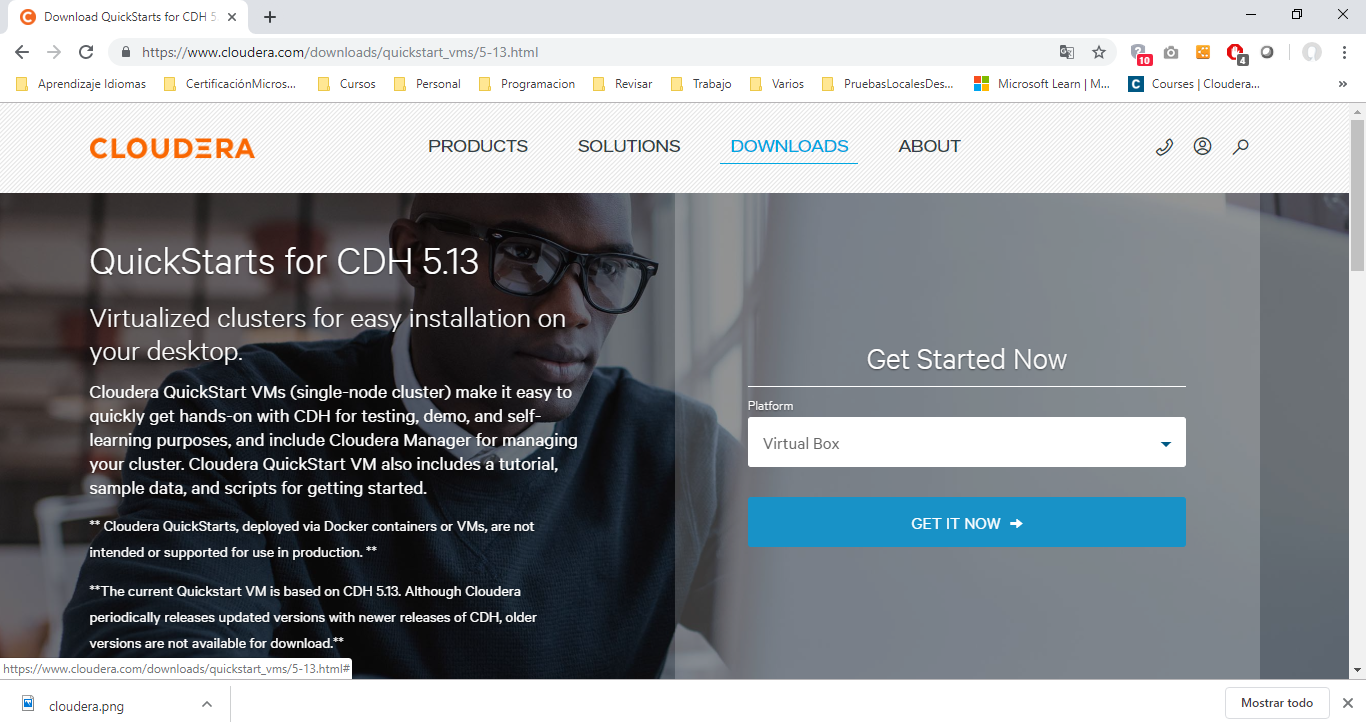 Download QuickStarts for CDH 5.
https://www.cloudera.com/downloads/quickstart_vms/5-13.html
10
4
Aprendizaje Idiomas
CertificaciónMicros...
Cursos
Personal
Programacion
Revisar
Trabajo
Varios
PruebasLocalesDes...
Microsoft Learn | M...
Courses | Cloudera...
»
CLOUDERA
PRODUCTS
SOLUTIONS
DOWNLOADS
ABOUT
QuickStarts for CDH 5.13
Virtualized clusters for easy installation on
your desktop.
Cloudera QuickStart VMs (single-node cluster) make it easy to
quickly get hands-on with CDH for testing, demo, and self-
learning purposes, and include Cloudera Manager for managing
your cluster. Cloudera QuickStart VM also includes a tutorial,
sample data, and scripts for getting started.
** Cloudera QuickStarts, deployed via Docker containers or VMs, are not
intended or supported for use in production. **
**The current Quickstart VM is based on CDH 5.13. Although Cloudera
periodically releases updated versions with newer releases of CDH, older
versions are not available for download.**
Get Started Now
Platform
Virtual Box
GET IT NOW
https://www.cloudera.com/downloads/quickstart_vms/5-13.html#
cloudera.png
Mostrar todo